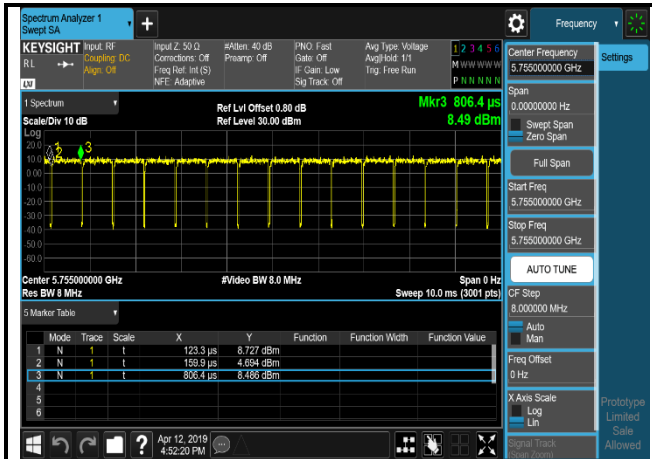 Spectrum Analyzer 1
Swept SA
+
Frequency
KEYSIGHT
RL
LXI
Input: RF
Coupling: DC
Align: Off
Input Z: 50 Ω
Corrections: Off
Freq Ref: Int (S)
NFE: Adaptive
#Atten: 40 dB
Preamp: Off
PNO: Fast
Gate: Off
IF Gain: Low
Sig Track: Off
Avg Type: Voltage
Avg|Hold: 1/1
Trig: Free Run
1 2 3 4 5 6
M W W W W W
P N N N N N
Settings
Center Frequency
5.755000000 GHz
Span
0.00000000 Hz
Swept Span
Zero Span
Full Span
Start Freq
5.755000000 GHz
Stop Freq
5.755000000 GHz
AUTO TUNE
CF Step
8.000000 MHz
Auto
Man
Freq Offset
0 Hz
X Axis Scale
Log
Lin
Signal Track
(Span Zoom)
Prototype
Limited
Sale
Allowed
1 Spectrum
Scale/Div 10 dB
Ref Lvl Offset 0.80 dB
Ref Level 30.00 dBm
Mkr3 806.4 µs
8.49 dBm
Log
20.0
10.0
0.00
-10.0
-20.0
-30.0
-40.0
-50.0
-60.0
2
3
Center 5.755000000 GHz
Res BW 8 MHz
#Video BW 8.0 MHz
Span 0 Hz
Sweep 10.0 ms (3001 pts)
5 Marker Table
Mode Trace Scale X Y Function Function Width Function Value
1 N 1 t 123.3 µs 8.727 dBm
2 N 1 t 159.9 µs 4.694 dBm
3 N 1 t 806.4 µs 8.486 dBm
4
5
6
?
Apr 12, 2019
4:52:20 PM